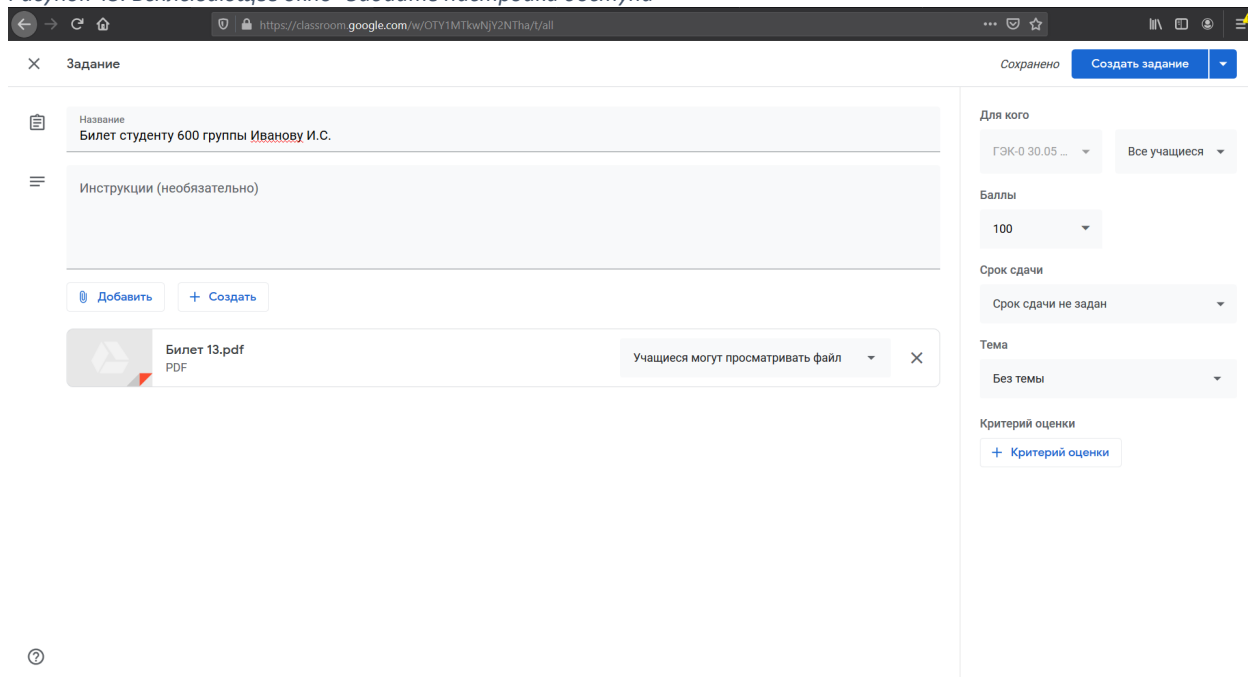 https://classroom.google.com/w/OTY1MTkwNjY2NTha/t/all
Задание
Сохранено
Создать задание
Название
Билет студенту 600 группы Иванову И.С.
Инструкции (необязательно)
Добавить
+ Создать
Билет 13.pdf
PDF
Учащиеся могут просматривать файл
Для кого
ГЭК-0 30.05 ...
Все учащиеся
Баллы
100
Срок сдачи
Срок сдачи не задан
Тема
Без темы
Критерий оценки
+ Критерий оценки